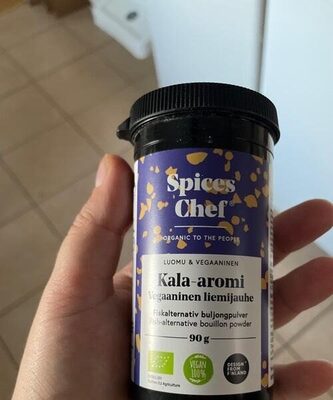 Spices
Chef
ORGANIC TO THE PEOPLE
LUOMU & VEGAANINEN
Kala-aromi
Vegaaninen liemijauhe
Fiskalternativ buljongpulver
Fish-alternative bouillon powder
90 g
VEGAN
100%
DESIGN
FROM
FINLAND